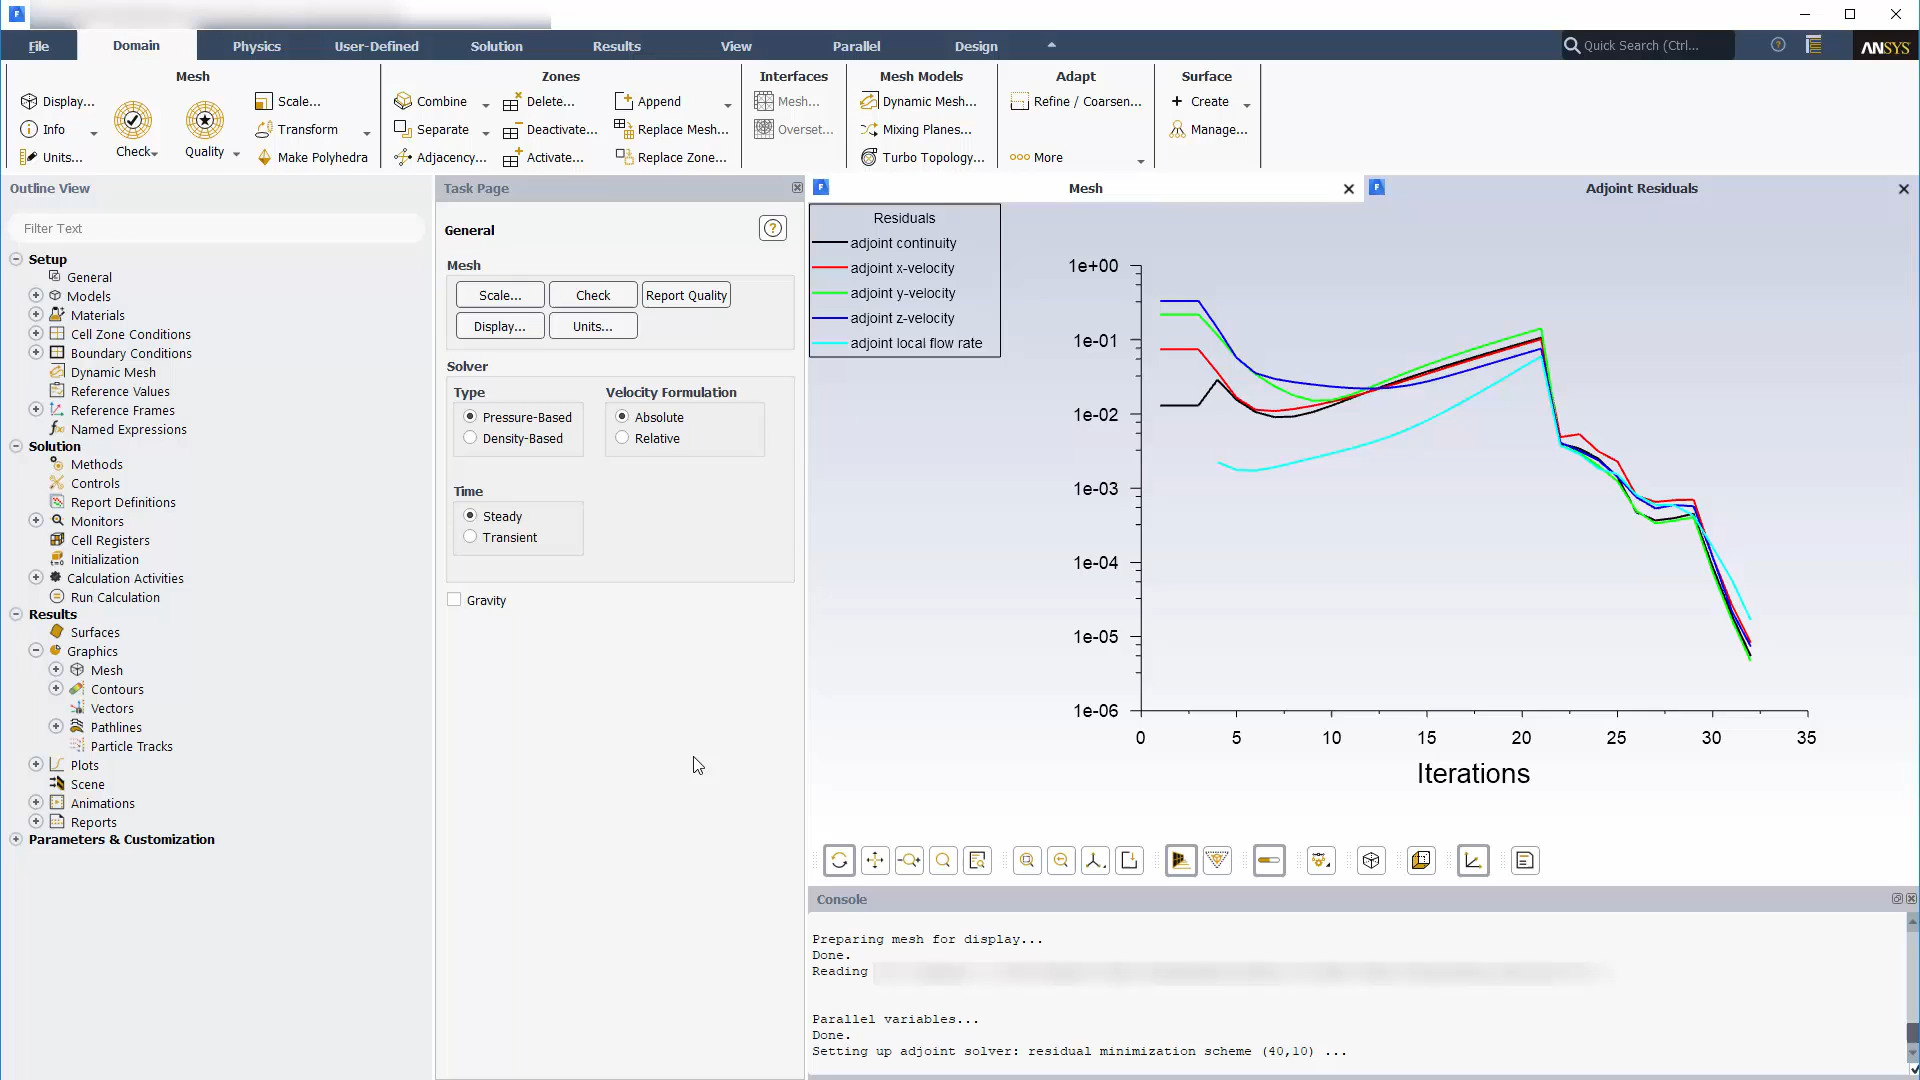 File
Domain
Physics
User-Defined
Solution
Results
View
Parallel
Design
Quick Search (Ctrl...
ANSYS
Mesh
Display...
Info
Units...
Check
Quality
Scale...
Transform
Make Polyhedra
Zones
Combine
Separate
Adjacency...
Delete...
Deactivate...
Activate...
Append
Replace Mesh...
Replace Zone...
Interfaces
Mesh...
Overset...
Mesh Models
Dynamic Mesh...
Mixing Planes...
Turbo Topology...
Adapt
Refine / Coarsen...
More
Surface
Create
Manage...
Outline View
Filter Text
Setup
General
Models
Materials
Cell Zone Conditions
Boundary Conditions
Dynamic Mesh
Reference Values
Reference Frames
Named Expressions
Solution
Methods
Controls
Report Definitions
Monitors
Cell Registers
Initialization
Calculation Activities
Run Calculation
Results
Surfaces
Graphics
Mesh
Contours
Vectors
Pathlines
Particle Tracks
Plots
Scene
Animations
Reports
Parameters & Customization
Task Page
General
Mesh
Scale...
Check
Report Quality
Display...
Units...
Solver
Type
Pressure-Based
Density-Based
Velocity Formulation
Absolute
Relative
Time
Steady
Transient
Gravity
Mesh
Adjoint Residuals
Residuals
adjoint continuity
adjoint x-velocity
adjoint y-velocity
adjoint z-velocity
adjoint local flow rate
1e+00
1e-01
1e-02
1e-03
1e-04
1e-05
1e-06
0 5 10 15 20 25 30 35
Iterations
Console
Preparing mesh for display...
Done.
Reading
Parallel variables...
Done.
Setting up adjoint solver: residual minimization scheme (40,10) ...